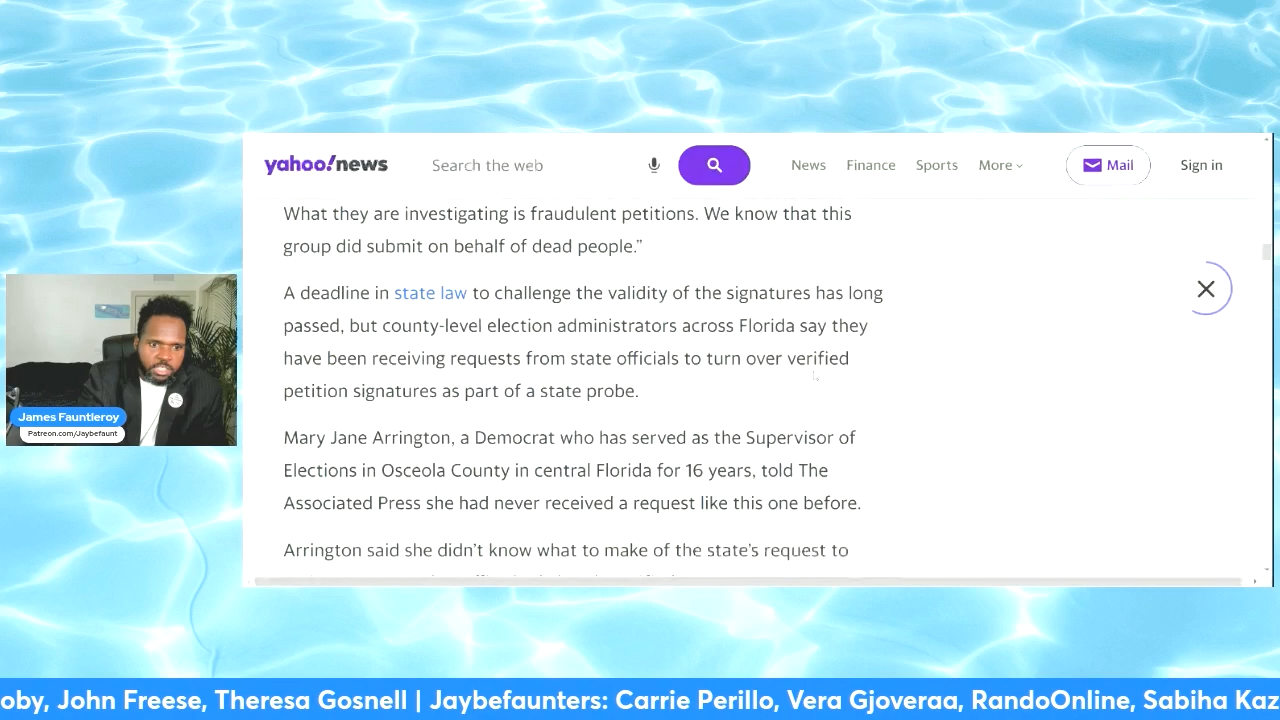 yahoo!news
Search the web
News Finance Sports More Mail Sign in
What they are investigating is fraudulent petitions. We know that this
group did submit on behalf of dead people.”
A deadline in state law to challenge the validity of the signatures has long
passed, but county-level election administrators across Florida say they
have been receiving requests from state officials to turn over verified
petition signatures as part of a state probe.
Mary Jane Arrington, a Democrat who has served as the Supervisor of
Elections in Osceola County in central Florida for 16 years, told The
Associated Press she had never received a request like this one before.
Arrington said she didn’t know what to make of the state’s request to
James Fauntleroy
Patreon.com/Jaybefaunt
oby, John Freese, Theresa Gosnell | Jaybefaunters: Carrie Perillo, Vera Gjoveraa, RandoOnline, Sabiha Kaz